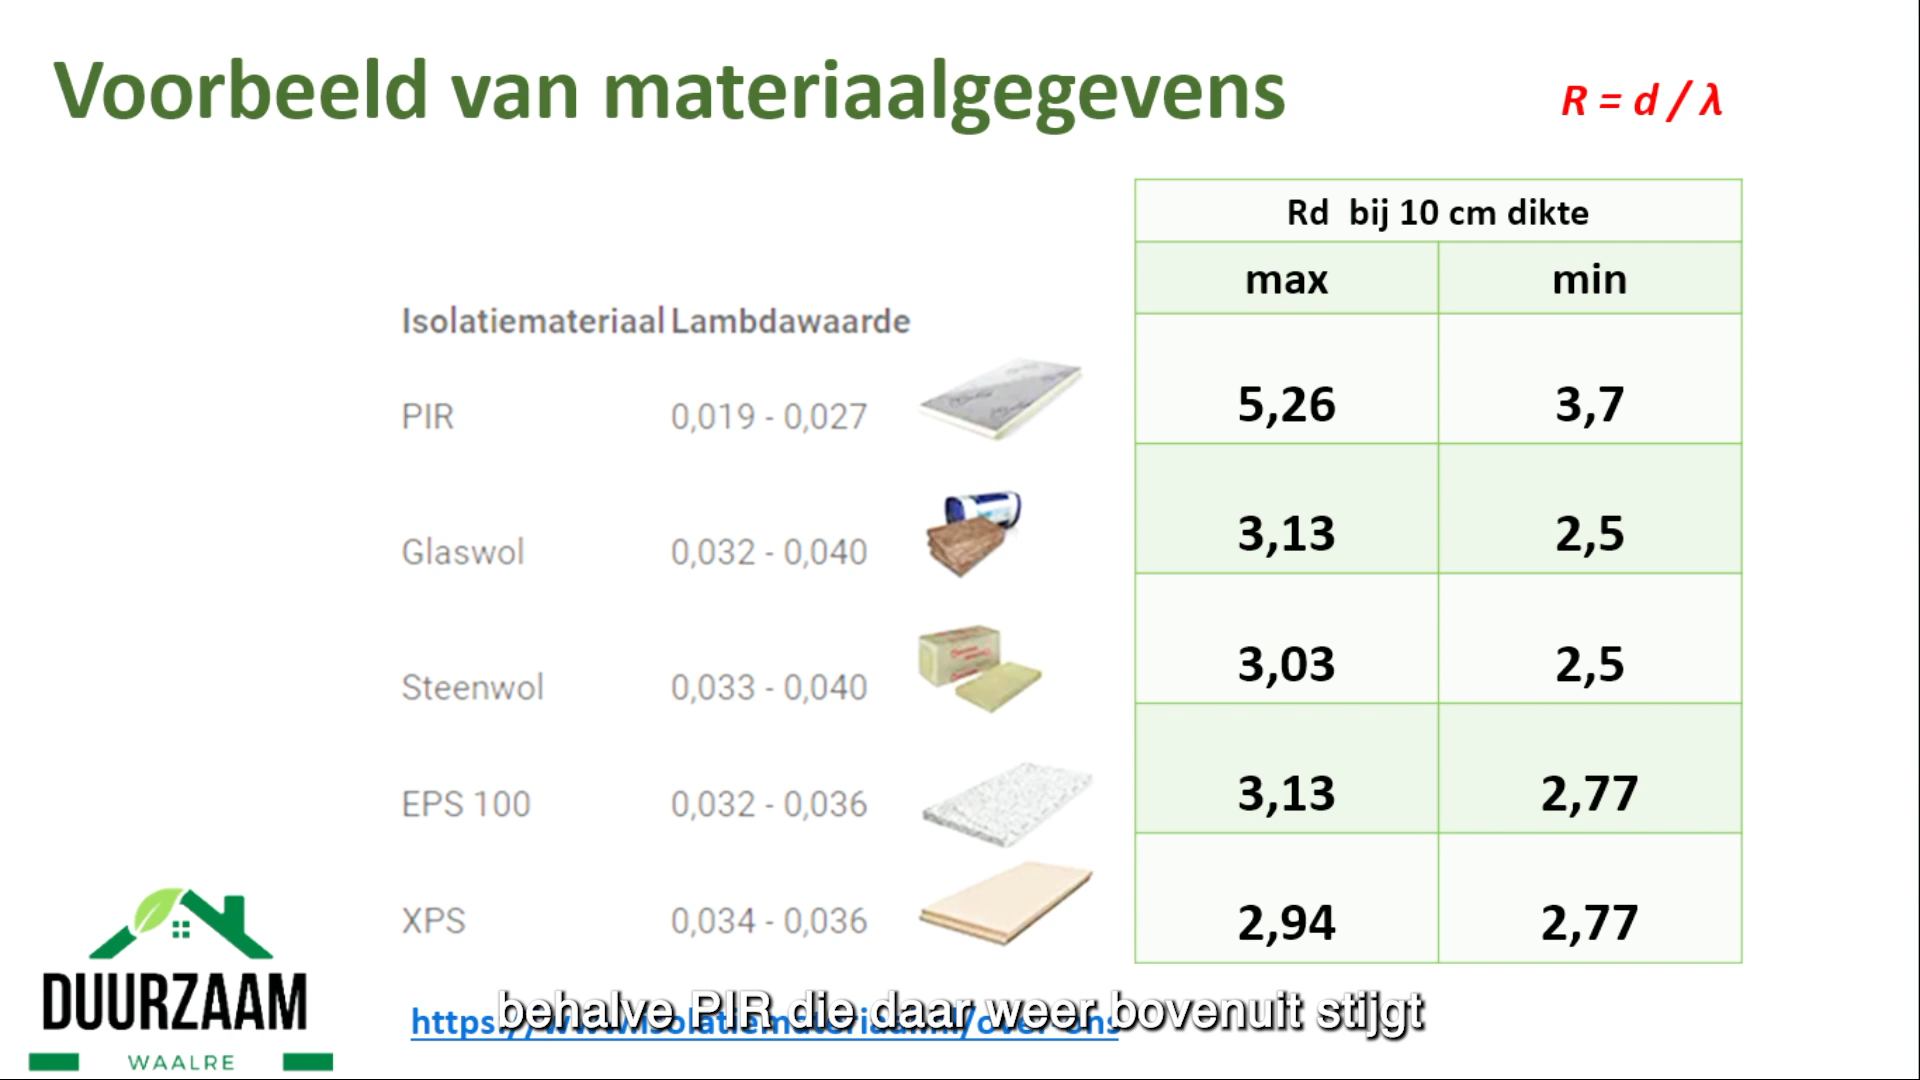 Voorbeeld van materiaalgegevens
R = d / λ
Rd bij 10 cm dikte
max min
Isolatiemateriaal Lambdawaarde
PIR 0,019 - 0,027 5,26 3,7
Glaswol 0,032 - 0,040 3,13 2,5
Steenwol 0,033 - 0,040 3,03 2,5
EPS 100 0,032 - 0,036 3,13 2,77
XPS 0,034 - 0,036 2,94 2,77
DUURZAAM
WAALRE
behalve PIR die daar weer bovenuit stijgt